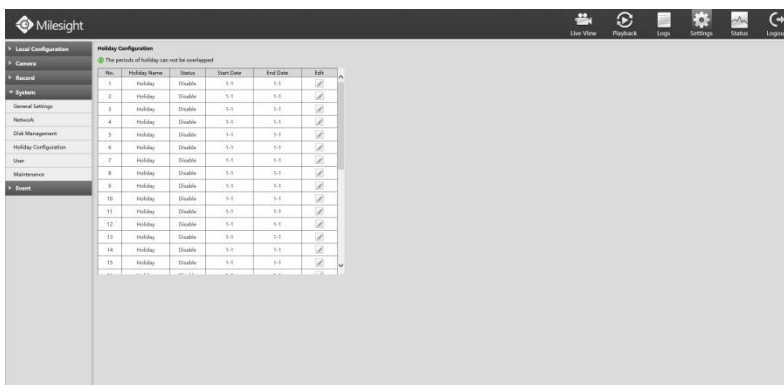 Milesight
Live View Playback Logs Settings Status Logout
Local Configuration
Camera
Record
System
General Settings
Network
Disk Management
Holiday Configuration
User
Maintenance
Event
Holiday Configuration
The periods of holiday can not be overlapped
No. Holiday Name Status Start Date End Date Edit
1 Holiday Disable 1-1 1-1
2 Holiday Disable 1-1 1-1
3 Holiday Disable 1-1 1-1
4 Holiday Disable 1-1 1-1
5 Holiday Disable 1-1 1-1
6 Holiday Disable 1-1 1-1
7 Holiday Disable 1-1 1-1
8 Holiday Disable 1-1 1-1
9 Holiday Disable 1-1 1-1
10 Holiday Disable 1-1 1-1
11 Holiday Disable 1-1 1-1
12 Holiday Disable 1-1 1-1
13 Holiday Disable 1-1 1-1
14 Holiday Disable 1-1 1-1
15 Holiday Disable 1-1 1-1